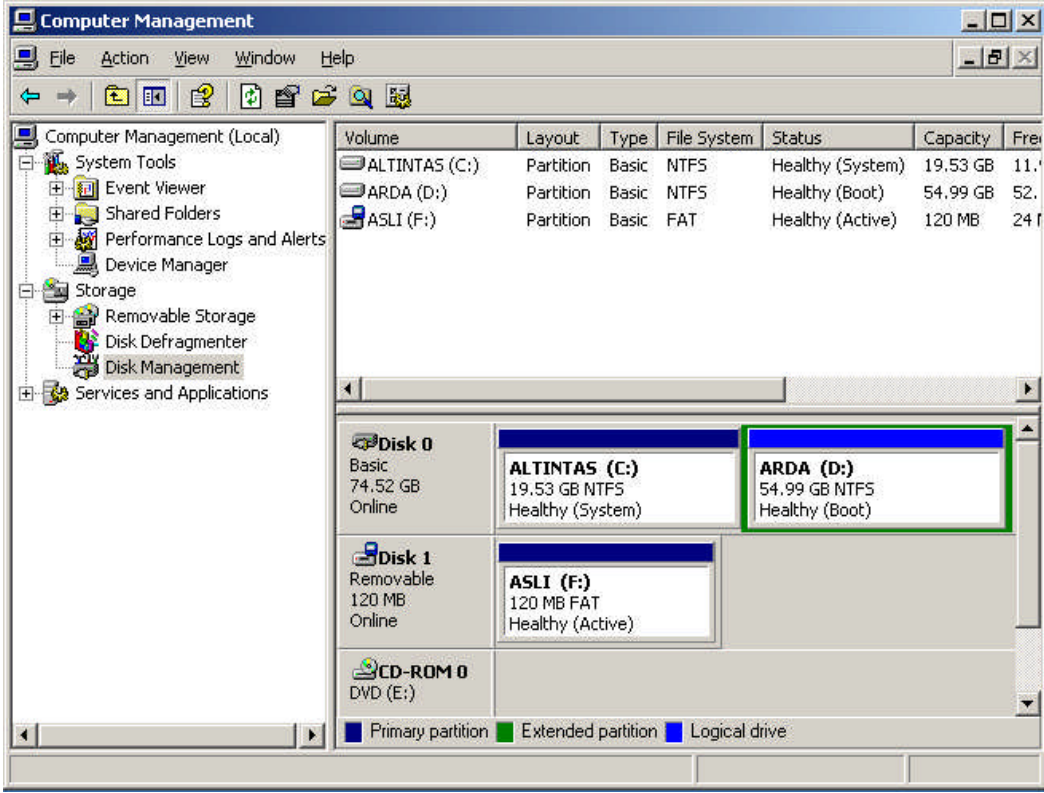 Computer Management
File Action View Window Help
Computer Management (Local)
System Tools
Event Viewer
Shared Folders
Performance Logs and Alerts
Device Manager
Storage
Removable Storage
Disk Defragmenter
Disk Management
Services and Applications
Volume Layout Type File System Status Capacity
ALTINTAS (C:) Partition Basic NTFS Healthy (System) 19.53 GB 11.
ARDA (D:) Partition Basic NTFS Healthy (Boot) 54.99 GB 52.
ASLI (F:) Partition Basic FAT Healthy (Active) 120 MB 24
Disk 0
Basic
74.52 GB
Online
ALTINTAS (C:)
19.53 GB NTFS
Healthy (System)
ARDA (D:)
54.99 GB NTFS
Healthy (Boot)
Disk 1
Removable
120 MB
Online
ASLI (F:)
120 MB FAT
Healthy (Active)
CD-ROM 0
DVD (E:)
Primary partition Extended partition Logical drive